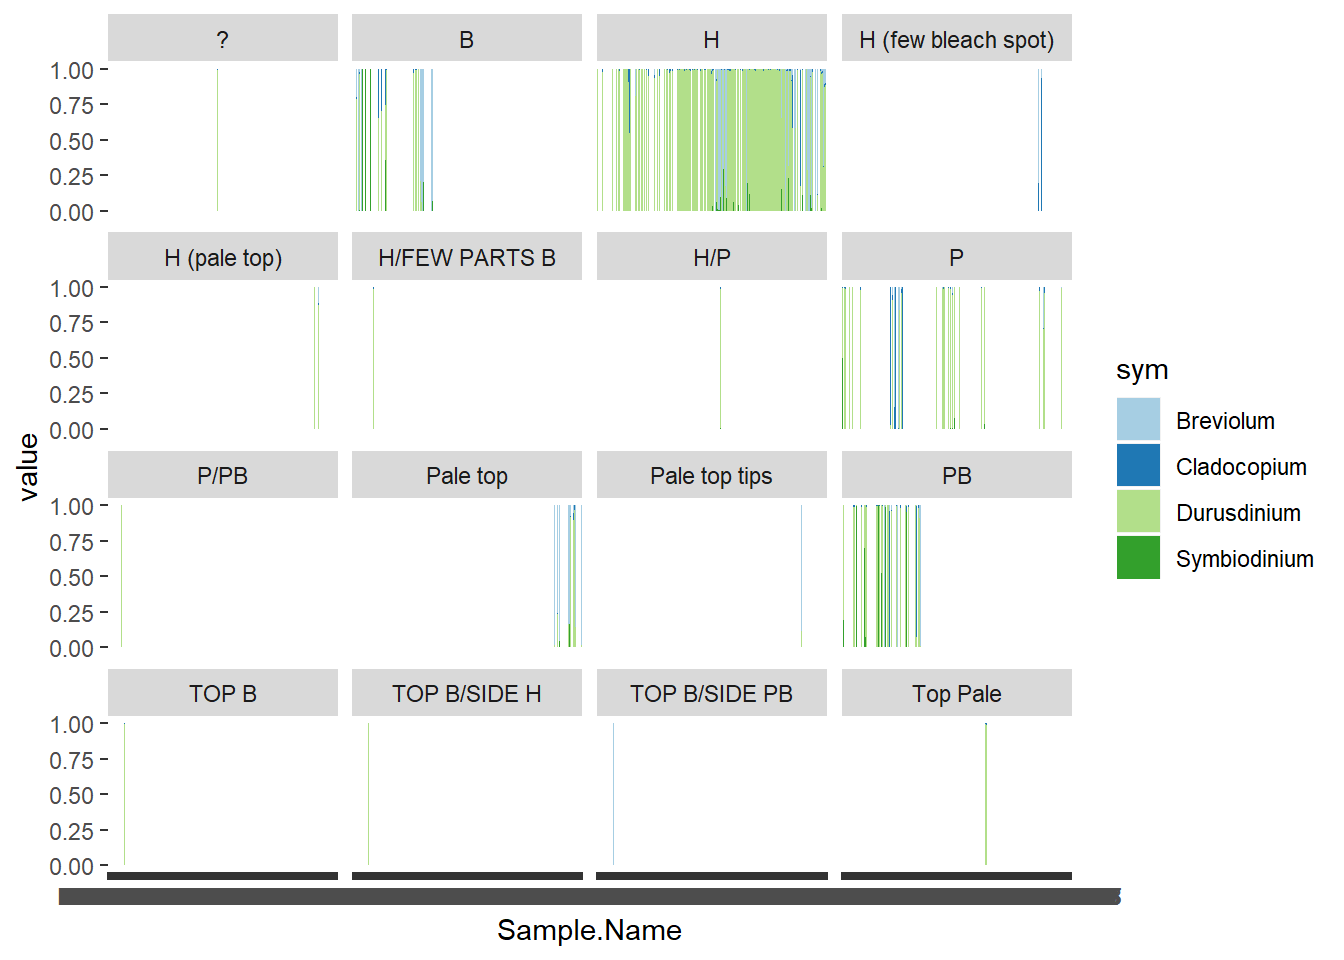 ? B H H (few bleach spot)
1.00
0.75
0.50
0.25
0.00
H (pale top) H/FEW PARTS B H/P P
1.00
0.75
0.50
0.25
0.00
P/PB Pale top Pale top tips PB
1.00
0.75
0.50
0.25
0.00
TOP B TOP B/SIDE H TOP B/SIDE PB Top Pale
1.00
0.75
0.50
0.25
0.00
value
Sample.Name
sym
Breviolum
Cladocopium
Durusdinium
Symbiodinium